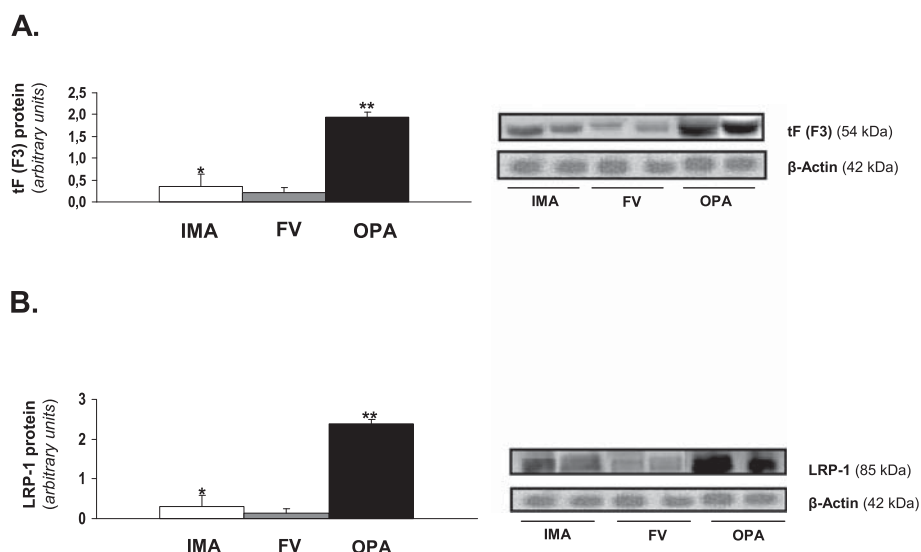 A.
tF (F3) protein
(arbitrary units)
2,5
2,0
1,5
1,0
0,5
0,0
*
**
IMA FV OPA
tF (F3) (54 kDa)
β-Actin (42 kDa)
IMA FV OPA
B.
LRP-1 protein
(arbitrary units)
3
2
1
0
*
**
IMA FV OPA
LRP-1 (85 kDa)
β-Actin (42 kDa)
IMA FV OPA